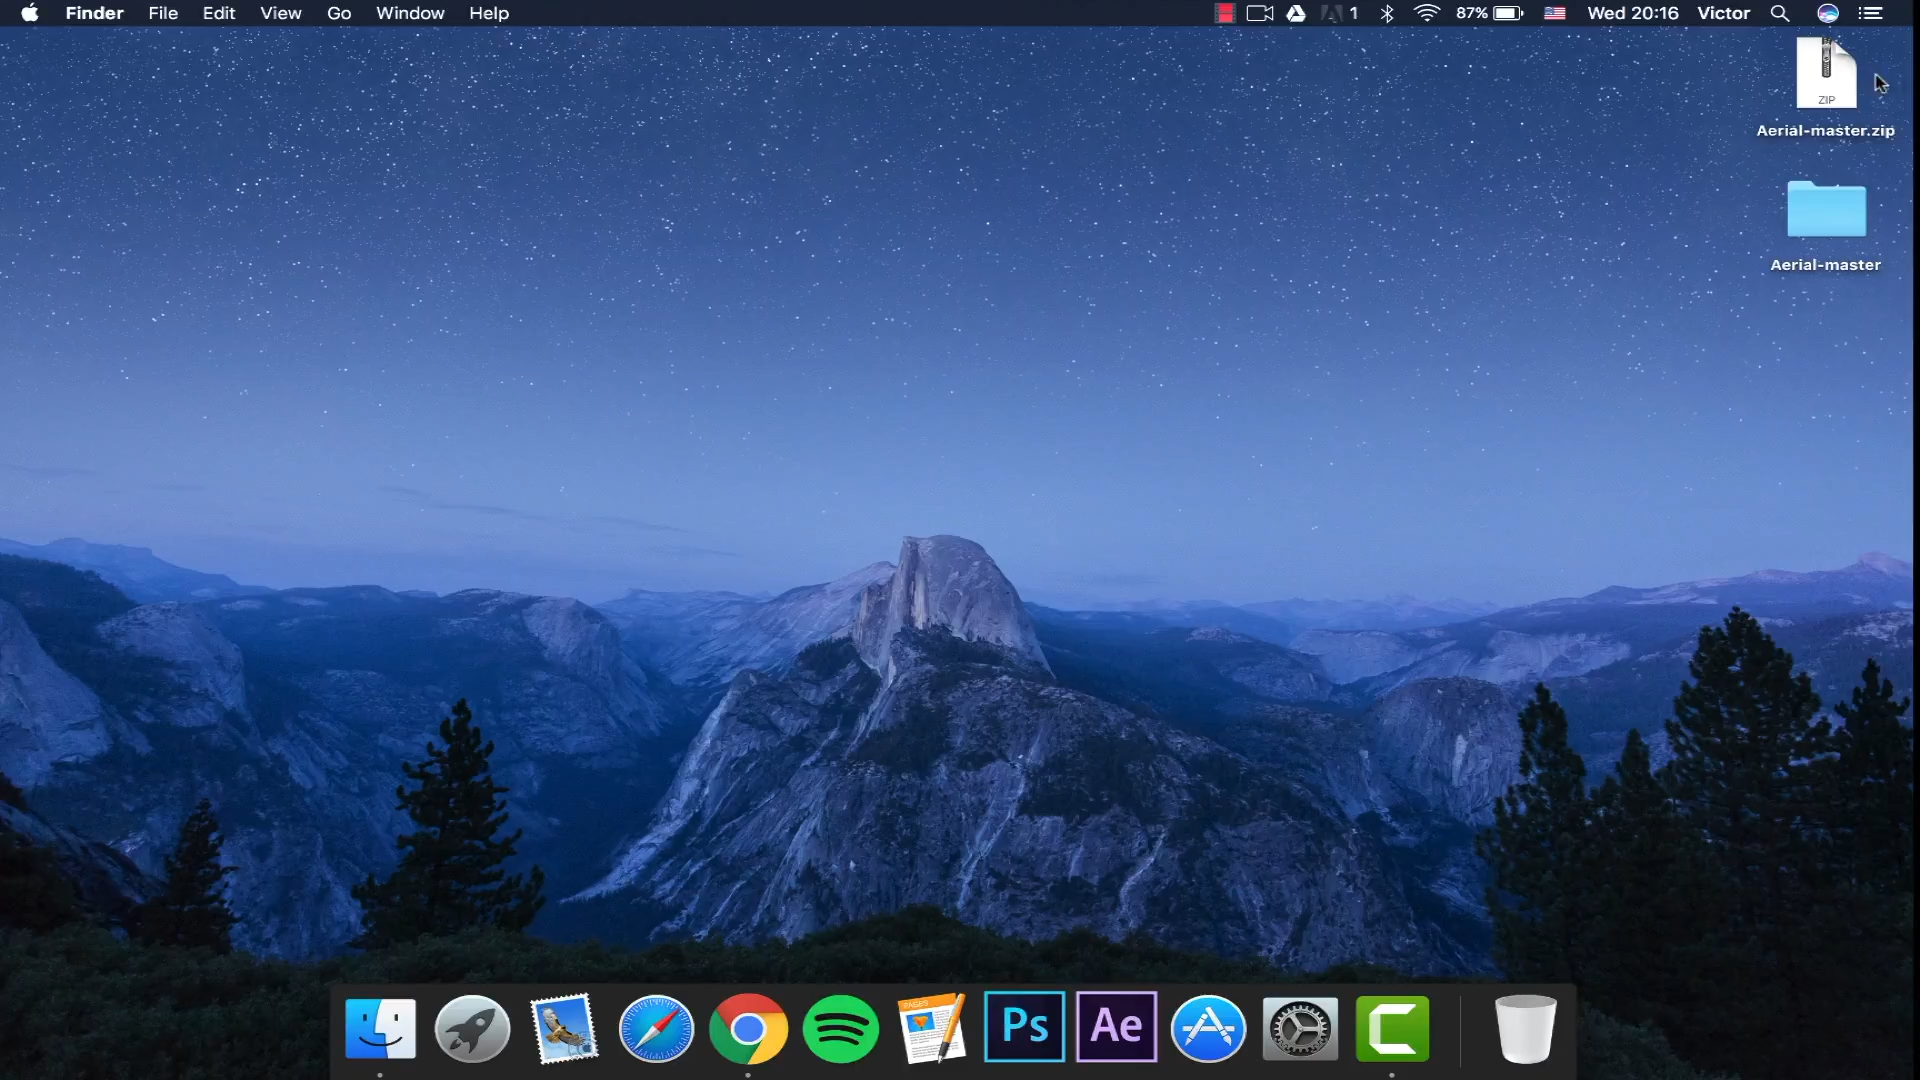 Finder File Edit View Go Window Help 1 87% Wed 20:16 Victor
ZIP
Aerial-master.zip
Aerial-master
PAGES
Ps Ae